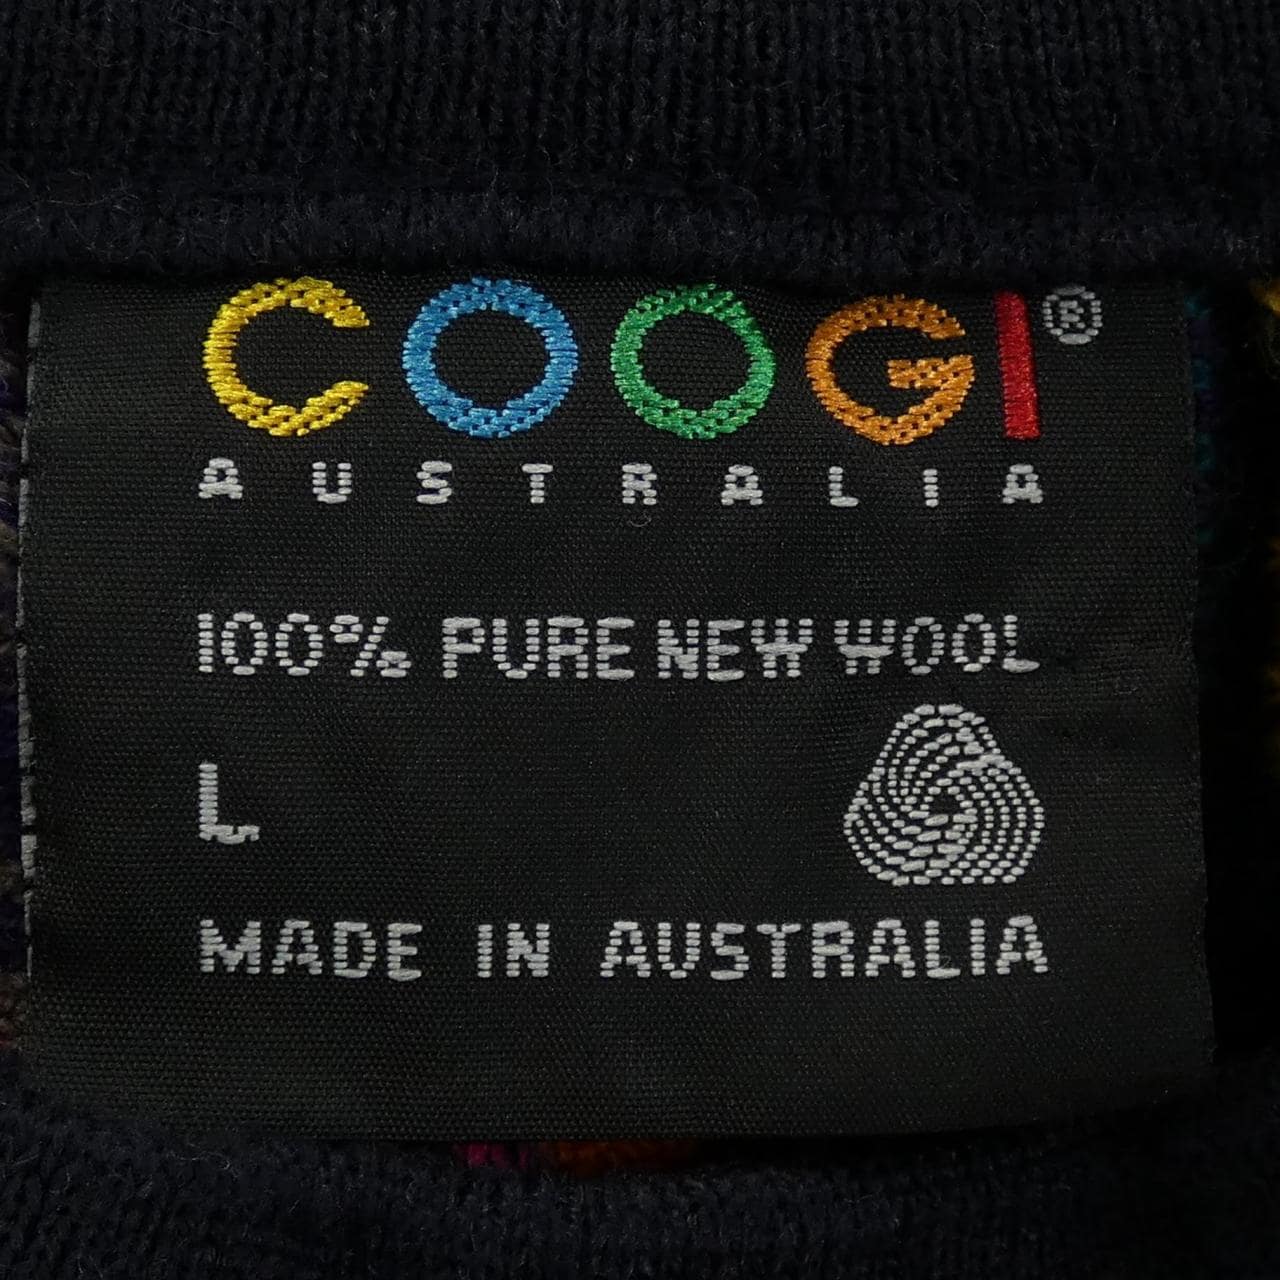 COOGI®
AUSTRALIA
100% PURE NEW WOOL
L
MADE IN AUSTRALIA